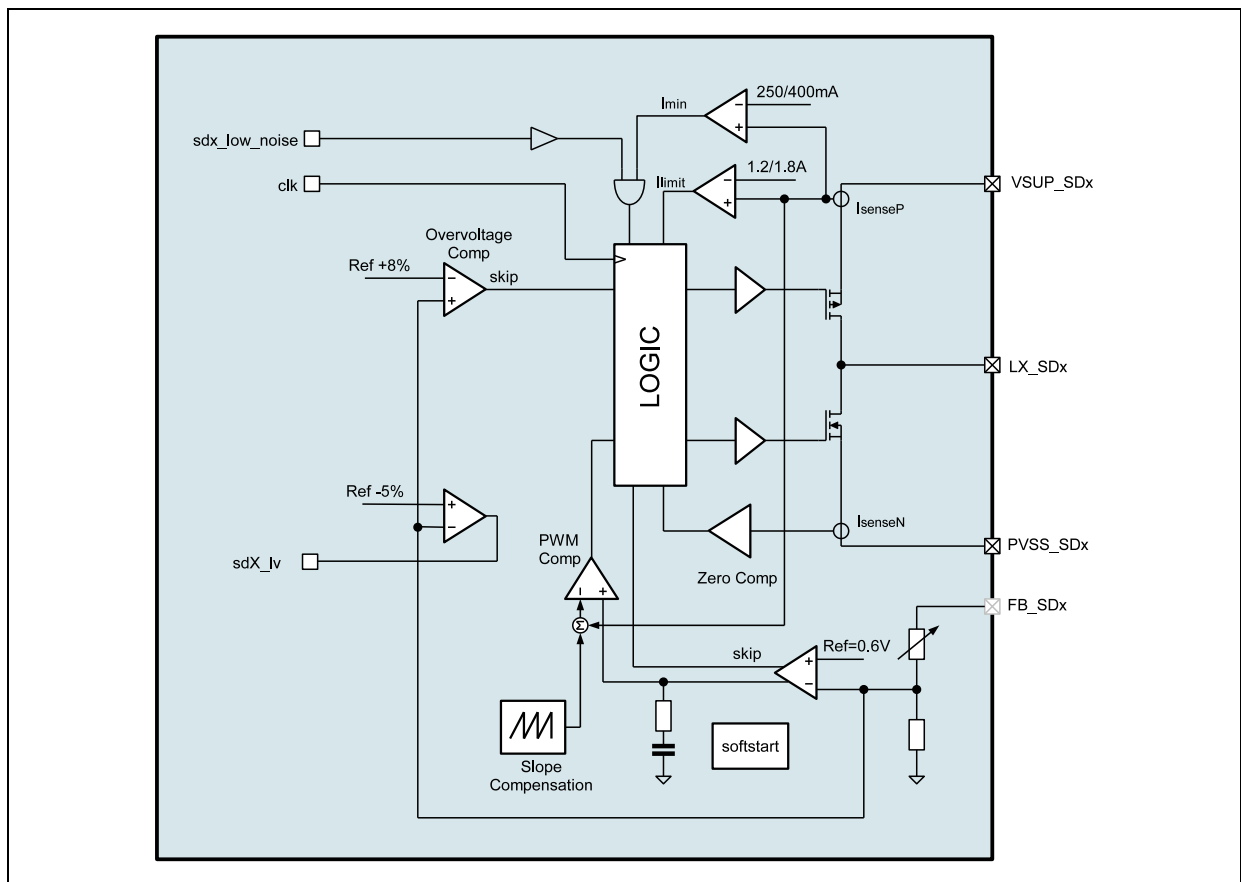 250/400mA
Imin
sdx_low_noise
1.2/1.8A
clk
Ilimit
VSUP_SDx
IsenseP
Overvoltage
Comp
Ref +8%
skip
LOGIC
LX_SDx
Ref -5%
IsenseN
PWM
Comp
PVSS_SDx
sdX_lv
Zero Comp
FB_SDx
Σ
skip
Ref=0.6V
softstart
Slope
Compensation